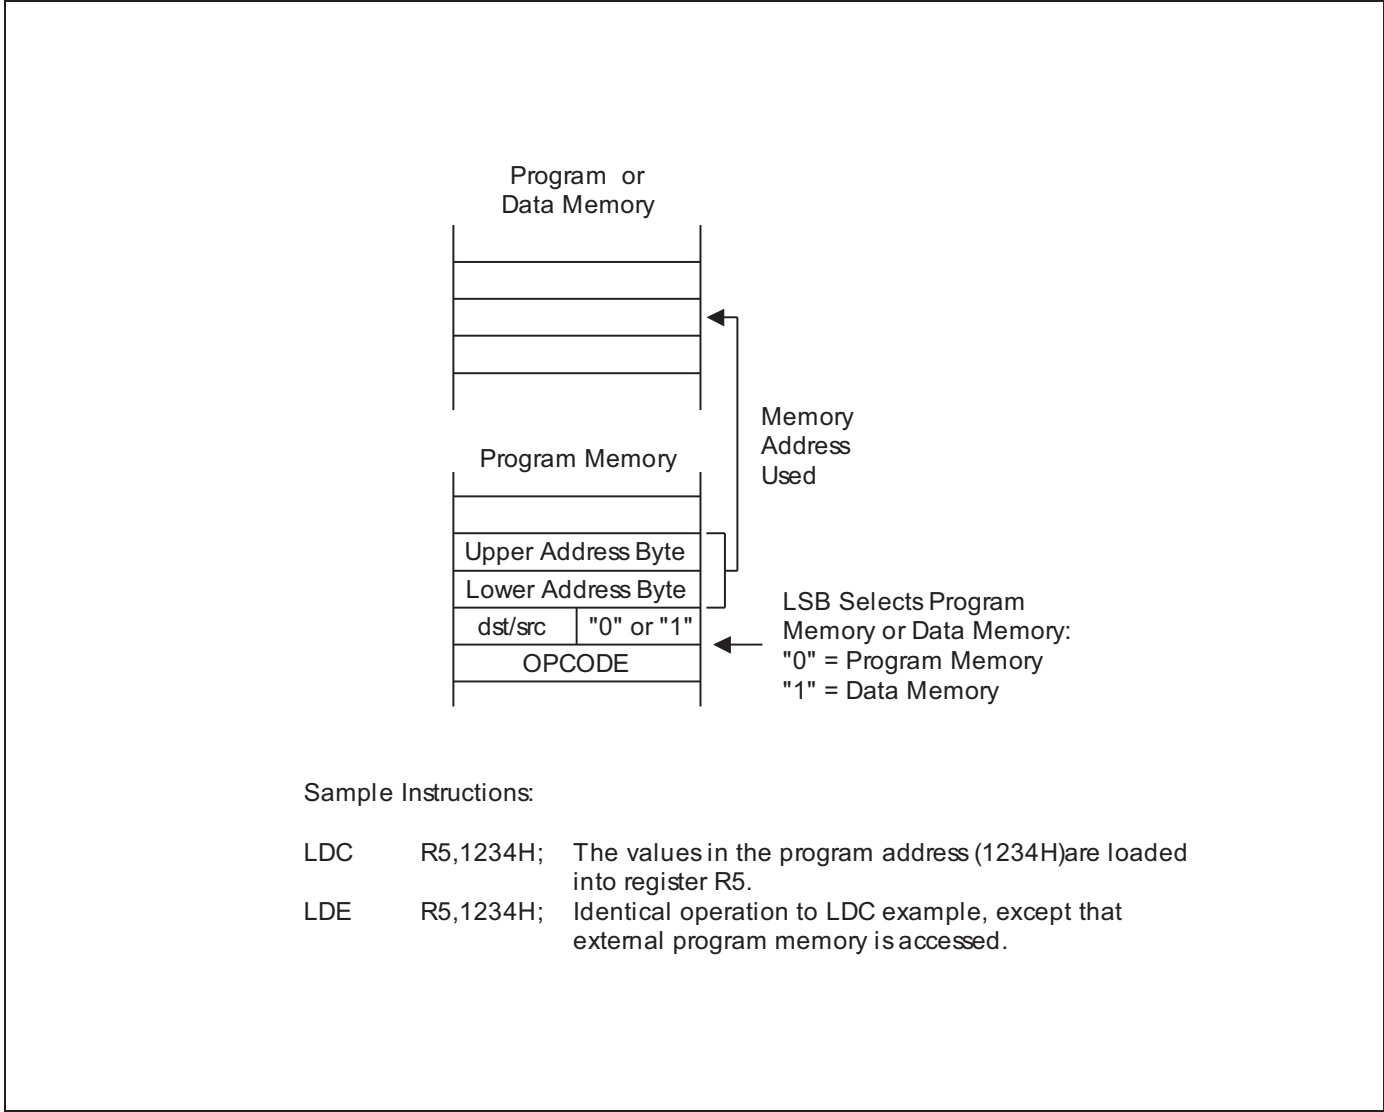 Program or
Data Memory
Memory
Address
Used
Program Memory
Upper Address Byte
Lower Address Byte
dst/src "0" or "1"
OPCODE
LSB Selects Program
Memory or Data Memory:
"0" = Program Memory
"1" = Data Memory
Sample Instructions:
LDC R5,1234H; The values in the program address (1234H)are loaded
into register R5.
LDE R5,1234H; Identical operation to LDC example, except that
external program memory is accessed.